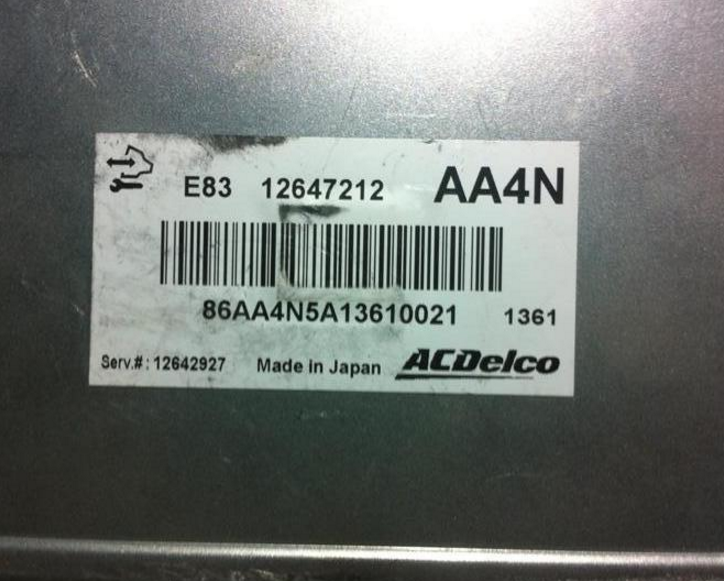 E83 12647212 AA4N
86AA4N5A13610021 1361
Serv.#: 12642927 Made in Japan ACDelco